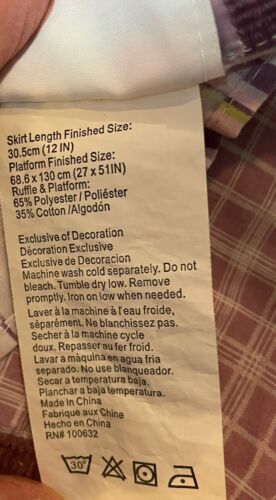 Skirt Length Finished Size:
30.5cm (12 IN)
Platform Finished Size:
68.6 x 130 cm (27 x 51IN)
Ruffle & Platform:
65% Polyester / Poliéster
35% Cotton /Algodón
Exclusive of Decoration
Décoration Exclusive
Exclusive de Decoracion
Machine wash cold separately. Do not
bleach. Tumble dry low. Remove
promptly. Iron on low when needed.
Laver à la machine à l'eau froide,
séparément. Ne blanchissez pas.
Secher à la machine cycle
doux. Repasser au fer froid.
Lavar a máquina en agua fria
separado. No use blanqueador.
Secar a temperatura baja.
Planchar a baja temperatura.
Made in China
Fabrique aux Chine
Hecho en China
RN# 100632
30°